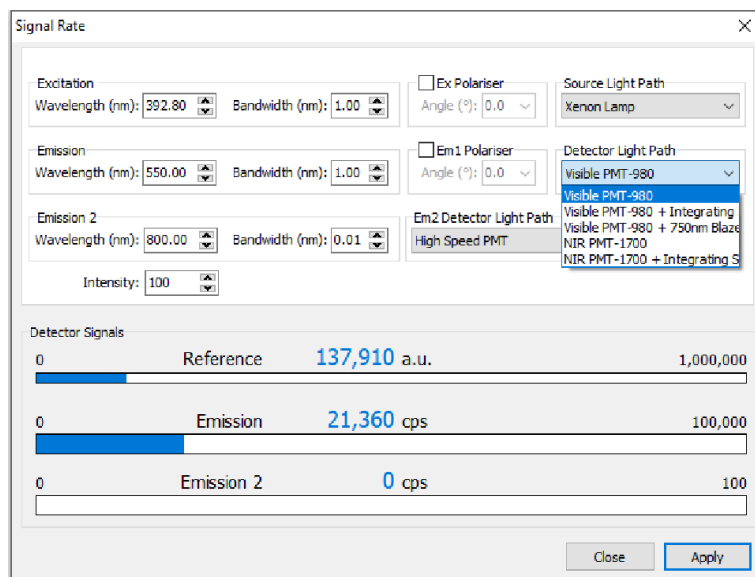 Signal Rate
Excitation
Wavelength (nm): 392.80 Bandwidth (nm): 1.00
Ex Polariser
Angle (°): 0.0
Source Light Path
Xenon Lamp
Emission
Wavelength (nm): 550.00 Bandwidth (nm): 1.00
Em1 Polariser
Angle (°): 0.0
Detector Light Path
Visible PMT-980
Visible PMT-980
Visible PMT-980 + Integrating
Visible PMT-980 + 750nm Blaze
NIR PMT-1700
NIR PMT-1700 + Integrating S
Emission 2
Wavelength (nm): 800.00 Bandwidth (nm): 0.01
Em2 Detector Light Path
High Speed PMT
Intensity: 100
Detector Signals
0 Reference 137,910 a.u. 1,000,000
0 Emission 21,360 cps 100,000
0 Emission 2 0 cps 100
Close Apply